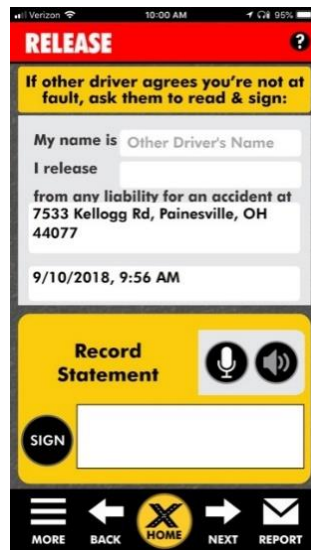 Verizon 10:00 AM 95%
RELEASE ?
If other driver agrees you're not at
fault, ask them to read & sign:
My name is Other Driver's Name
I release
from any liability for an accident at
7533 Kellogg Rd, Painesville, OH
44077
9/10/2018, 9:56 AM
Record
Statement
SIGN
X
MORE BACK HOME NEXT REPORT